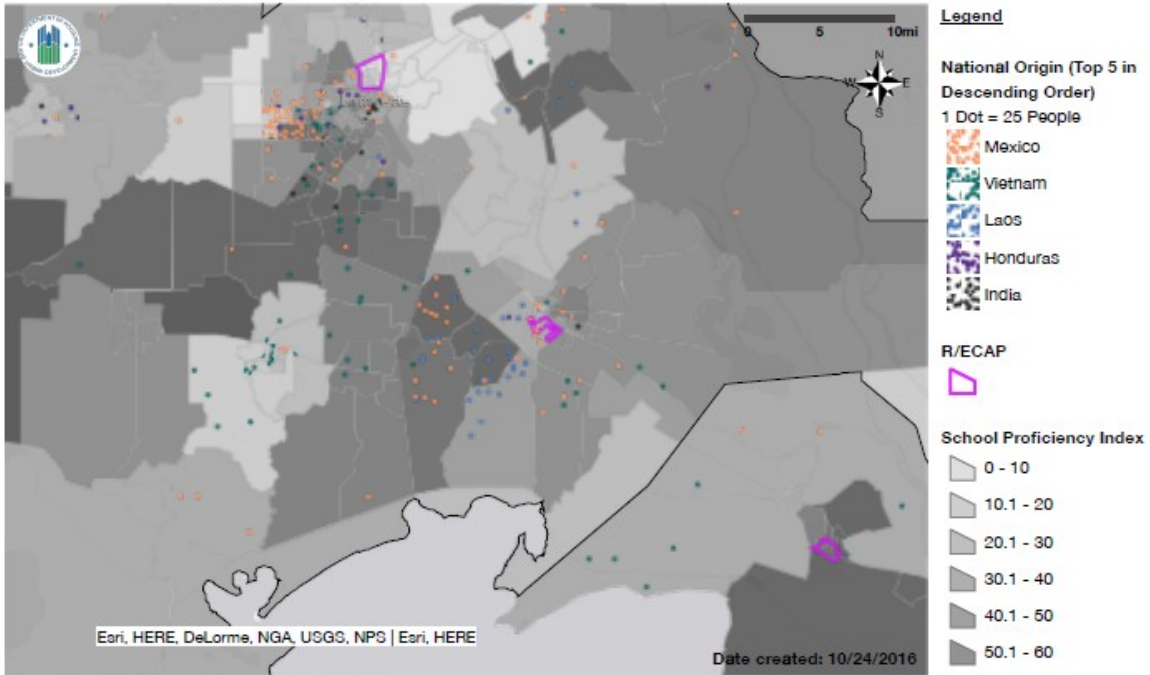 0 5 10mi
N
W E
S
Esri, HERE, DeLorme, NGA, USGS, NPS | Esri, HERE
Date created: 10/24/2016
Legend
National Origin (Top 5 in
Descending Order)
1 Dot = 25 People
Mexico
Vietnam
Laos
Honduras
India
R/ECAP
School Proficiency Index
0 - 10
10.1 - 20
20.1 - 30
30.1 - 40
40.1 - 50
50.1 - 60